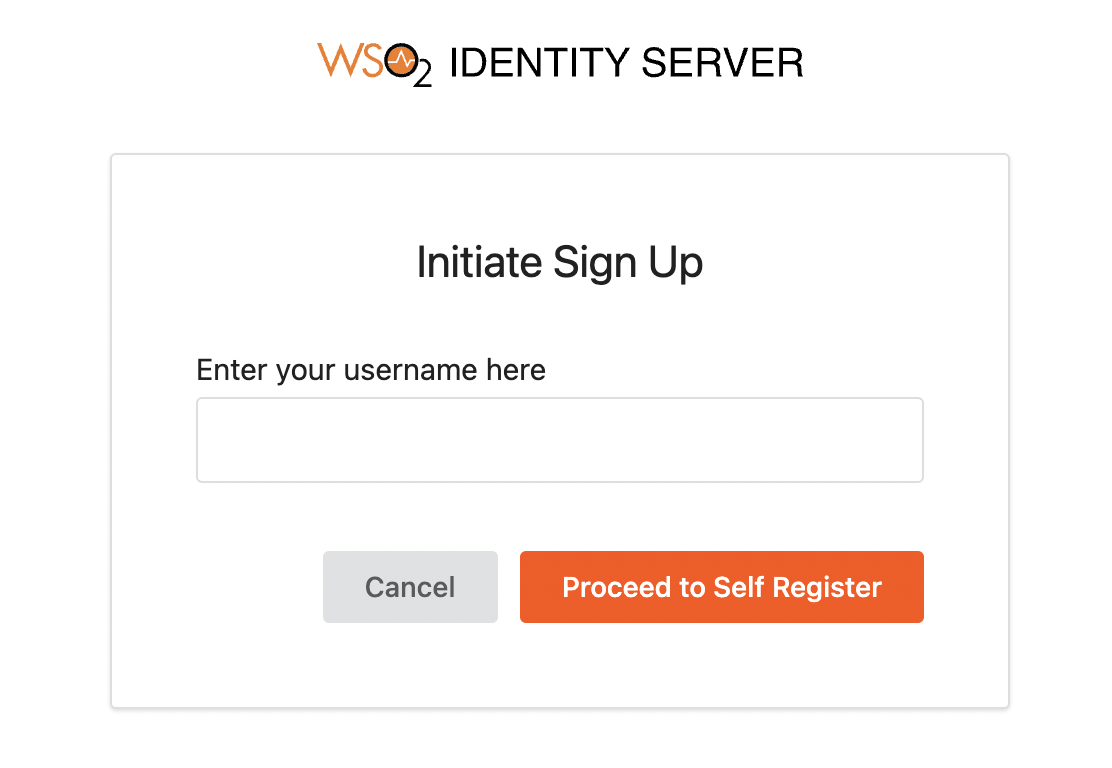 WSO2 IDENTITY SERVER
Initiate Sign Up
Enter your username here
Cancel
Proceed to Self Register